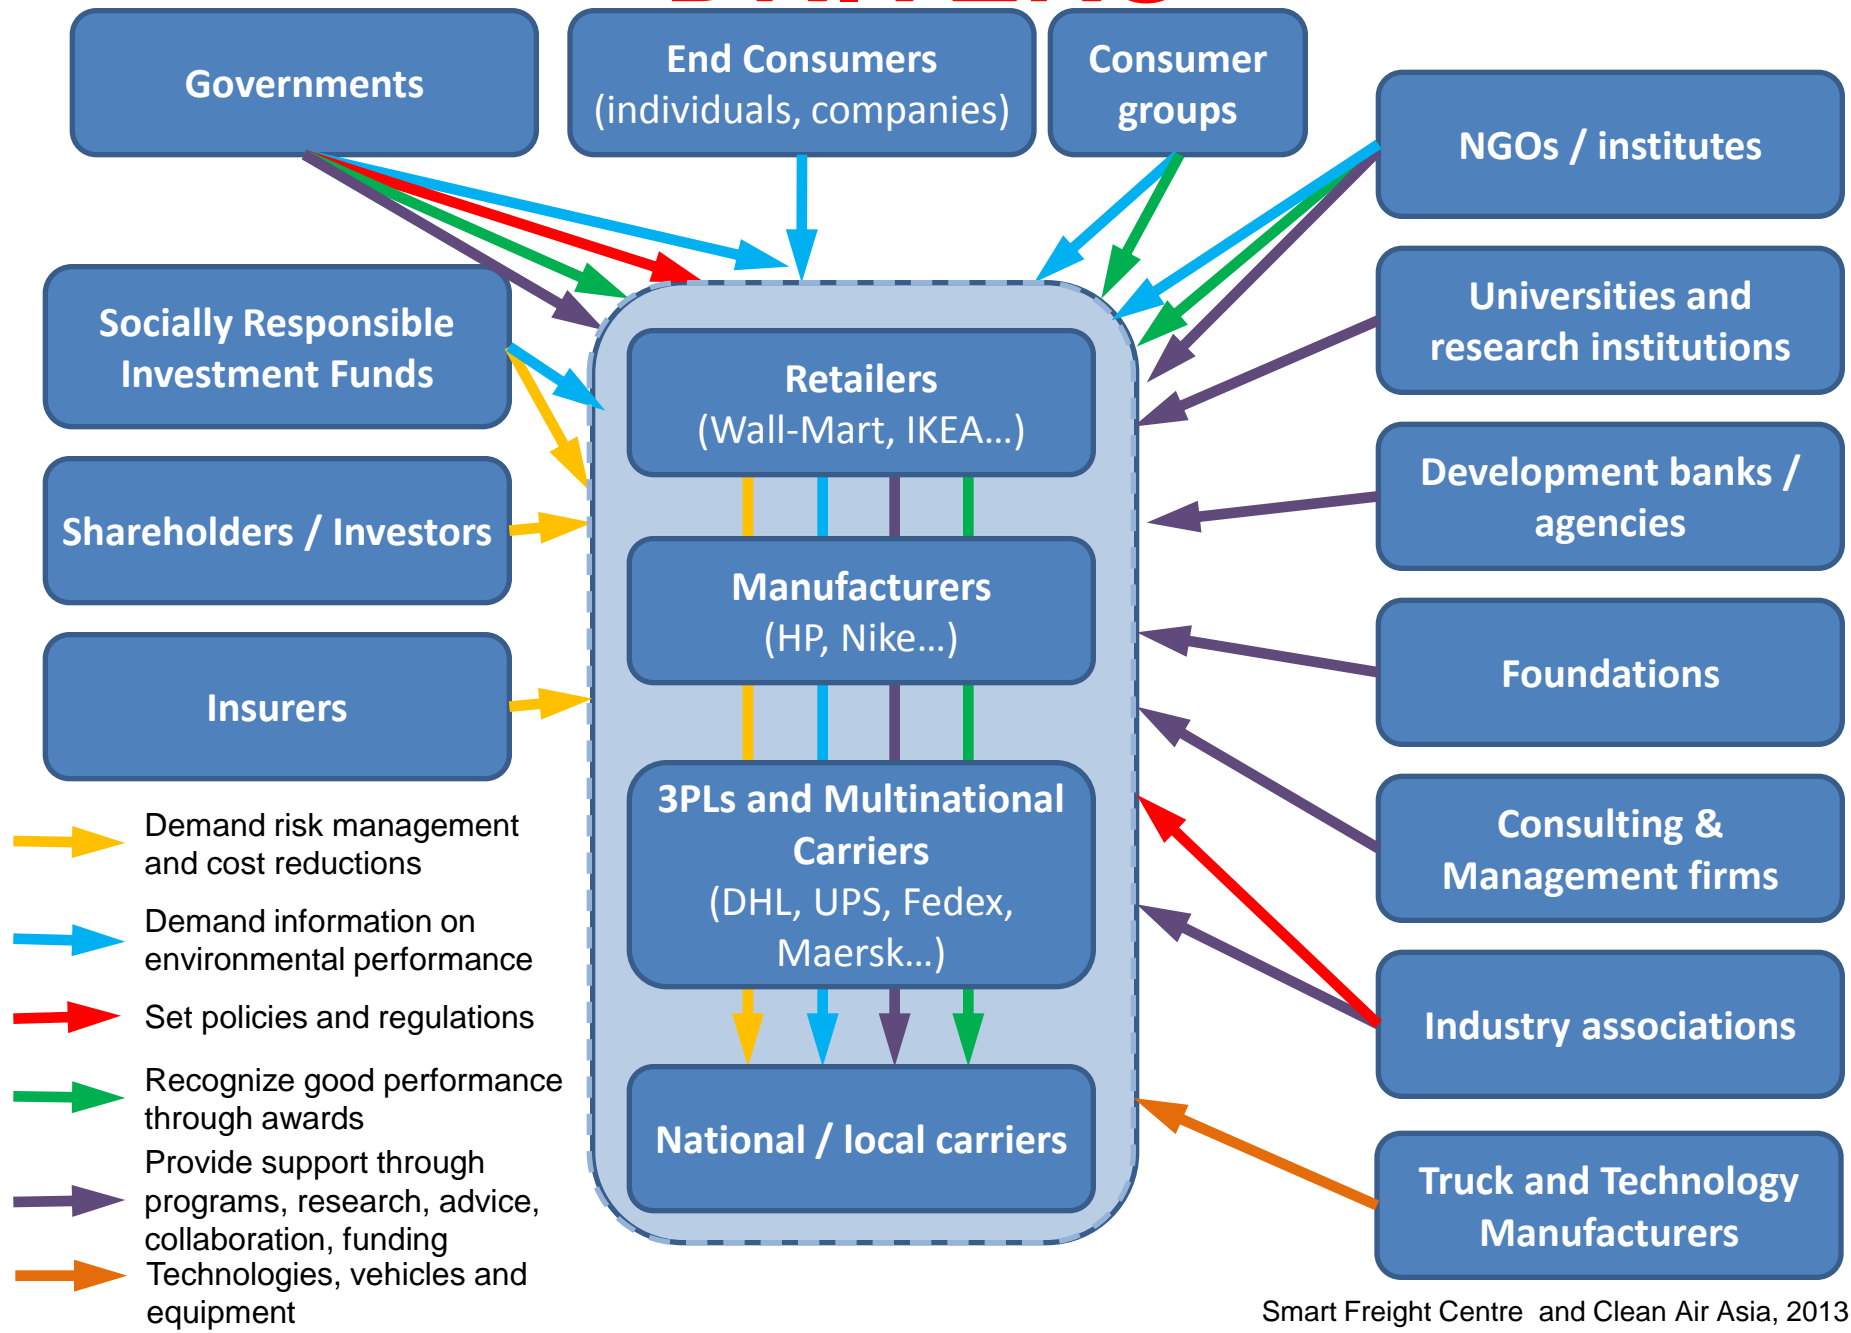 Governments
End Consumers
(individuals, companies)
Consumer
groups
NGOs / institutes
Socially Responsible
Investment Funds
Universities and
research institutions
Retailers
(Wall-Mart, IKEA...)
Shareholders / Investors
Development banks /
agencies
Manufacturers
(HP, Nike...)
Insurers
Foundations
3PLs and Multinational
Carriers
(DHL, UPS, Fedex,
Maersk...)
Consulting &
Management firms
Industry associations
National / local carriers
Truck and Technology
Manufacturers
Demand risk management
and cost reductions
Demand information on
environmental performance
Set policies and regulations
Recognize good performance
through awards
Provide support through
programs, research, advice,
collaboration, funding
Technologies, vehicles and
equipment
Smart Freight Centre  and Clean Air Asia, 2013